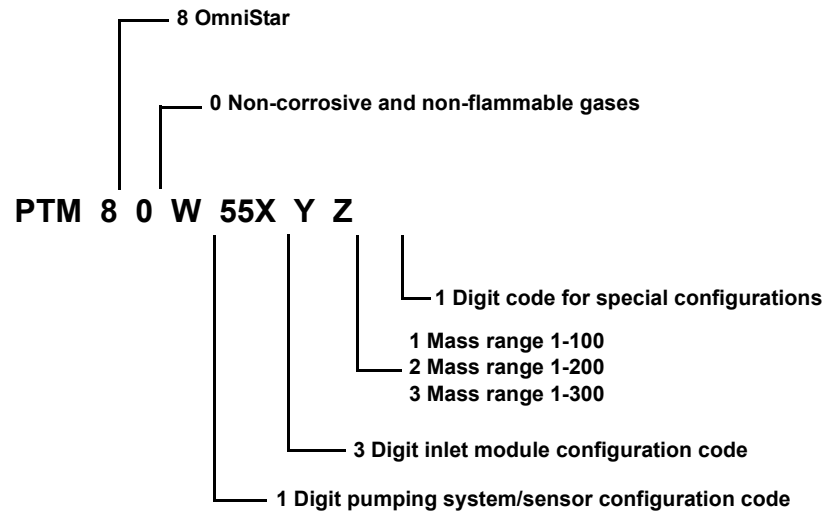 8 OmniStar
0 Non-corrosive and non-flammable gases
PTM 8 0 W 55X Y Z
1 Digit code for special configurations
1 Mass range 1-100
2 Mass range 1-200
3 Mass range 1-300
3 Digit inlet module configuration code
1 Digit pumping system/sensor configuration code